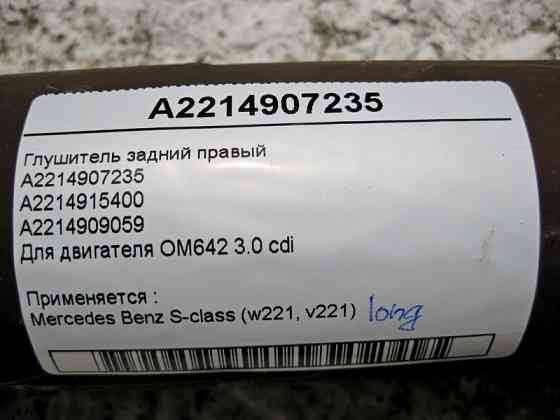 A2214907235
Глушитель задний правый
A2214907235
A2214915400
A2214909059
Для двигателя OM642 3.0 cdi
Применяется :
Mercedes Benz S-class (w221, v221) long